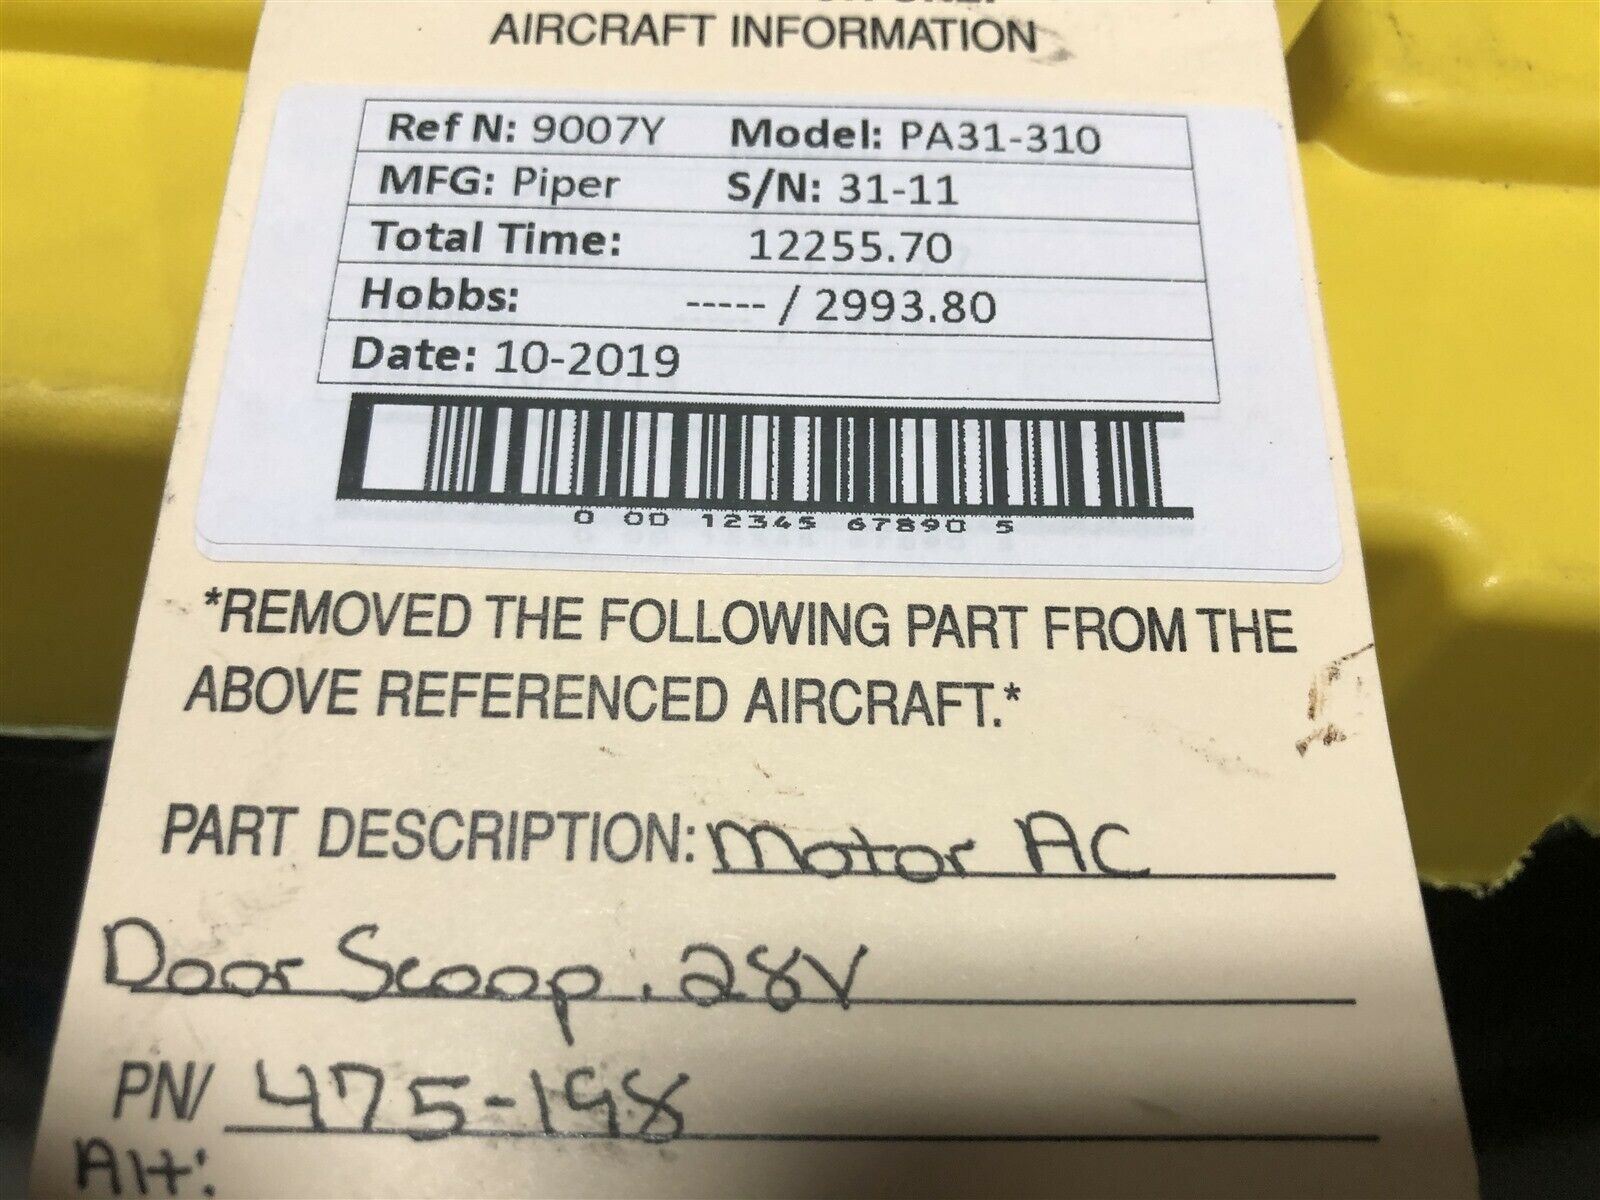 AIRCRAFT INFORMATION
Ref N: 9007Y Model: PA31-310
MFG: Piper S/N: 31-11
Total Time: 12255.70
Hobbs: ----- / 2993.80
Date: 10-2019
0 00 12345 67890 5
*REMOVED THE FOLLOWING PART FROM THE
ABOVE REFERENCED AIRCRAFT.*
PART DESCRIPTION: Motor AC
Door Scoop. 28V
PN/ 475-198
Alt: